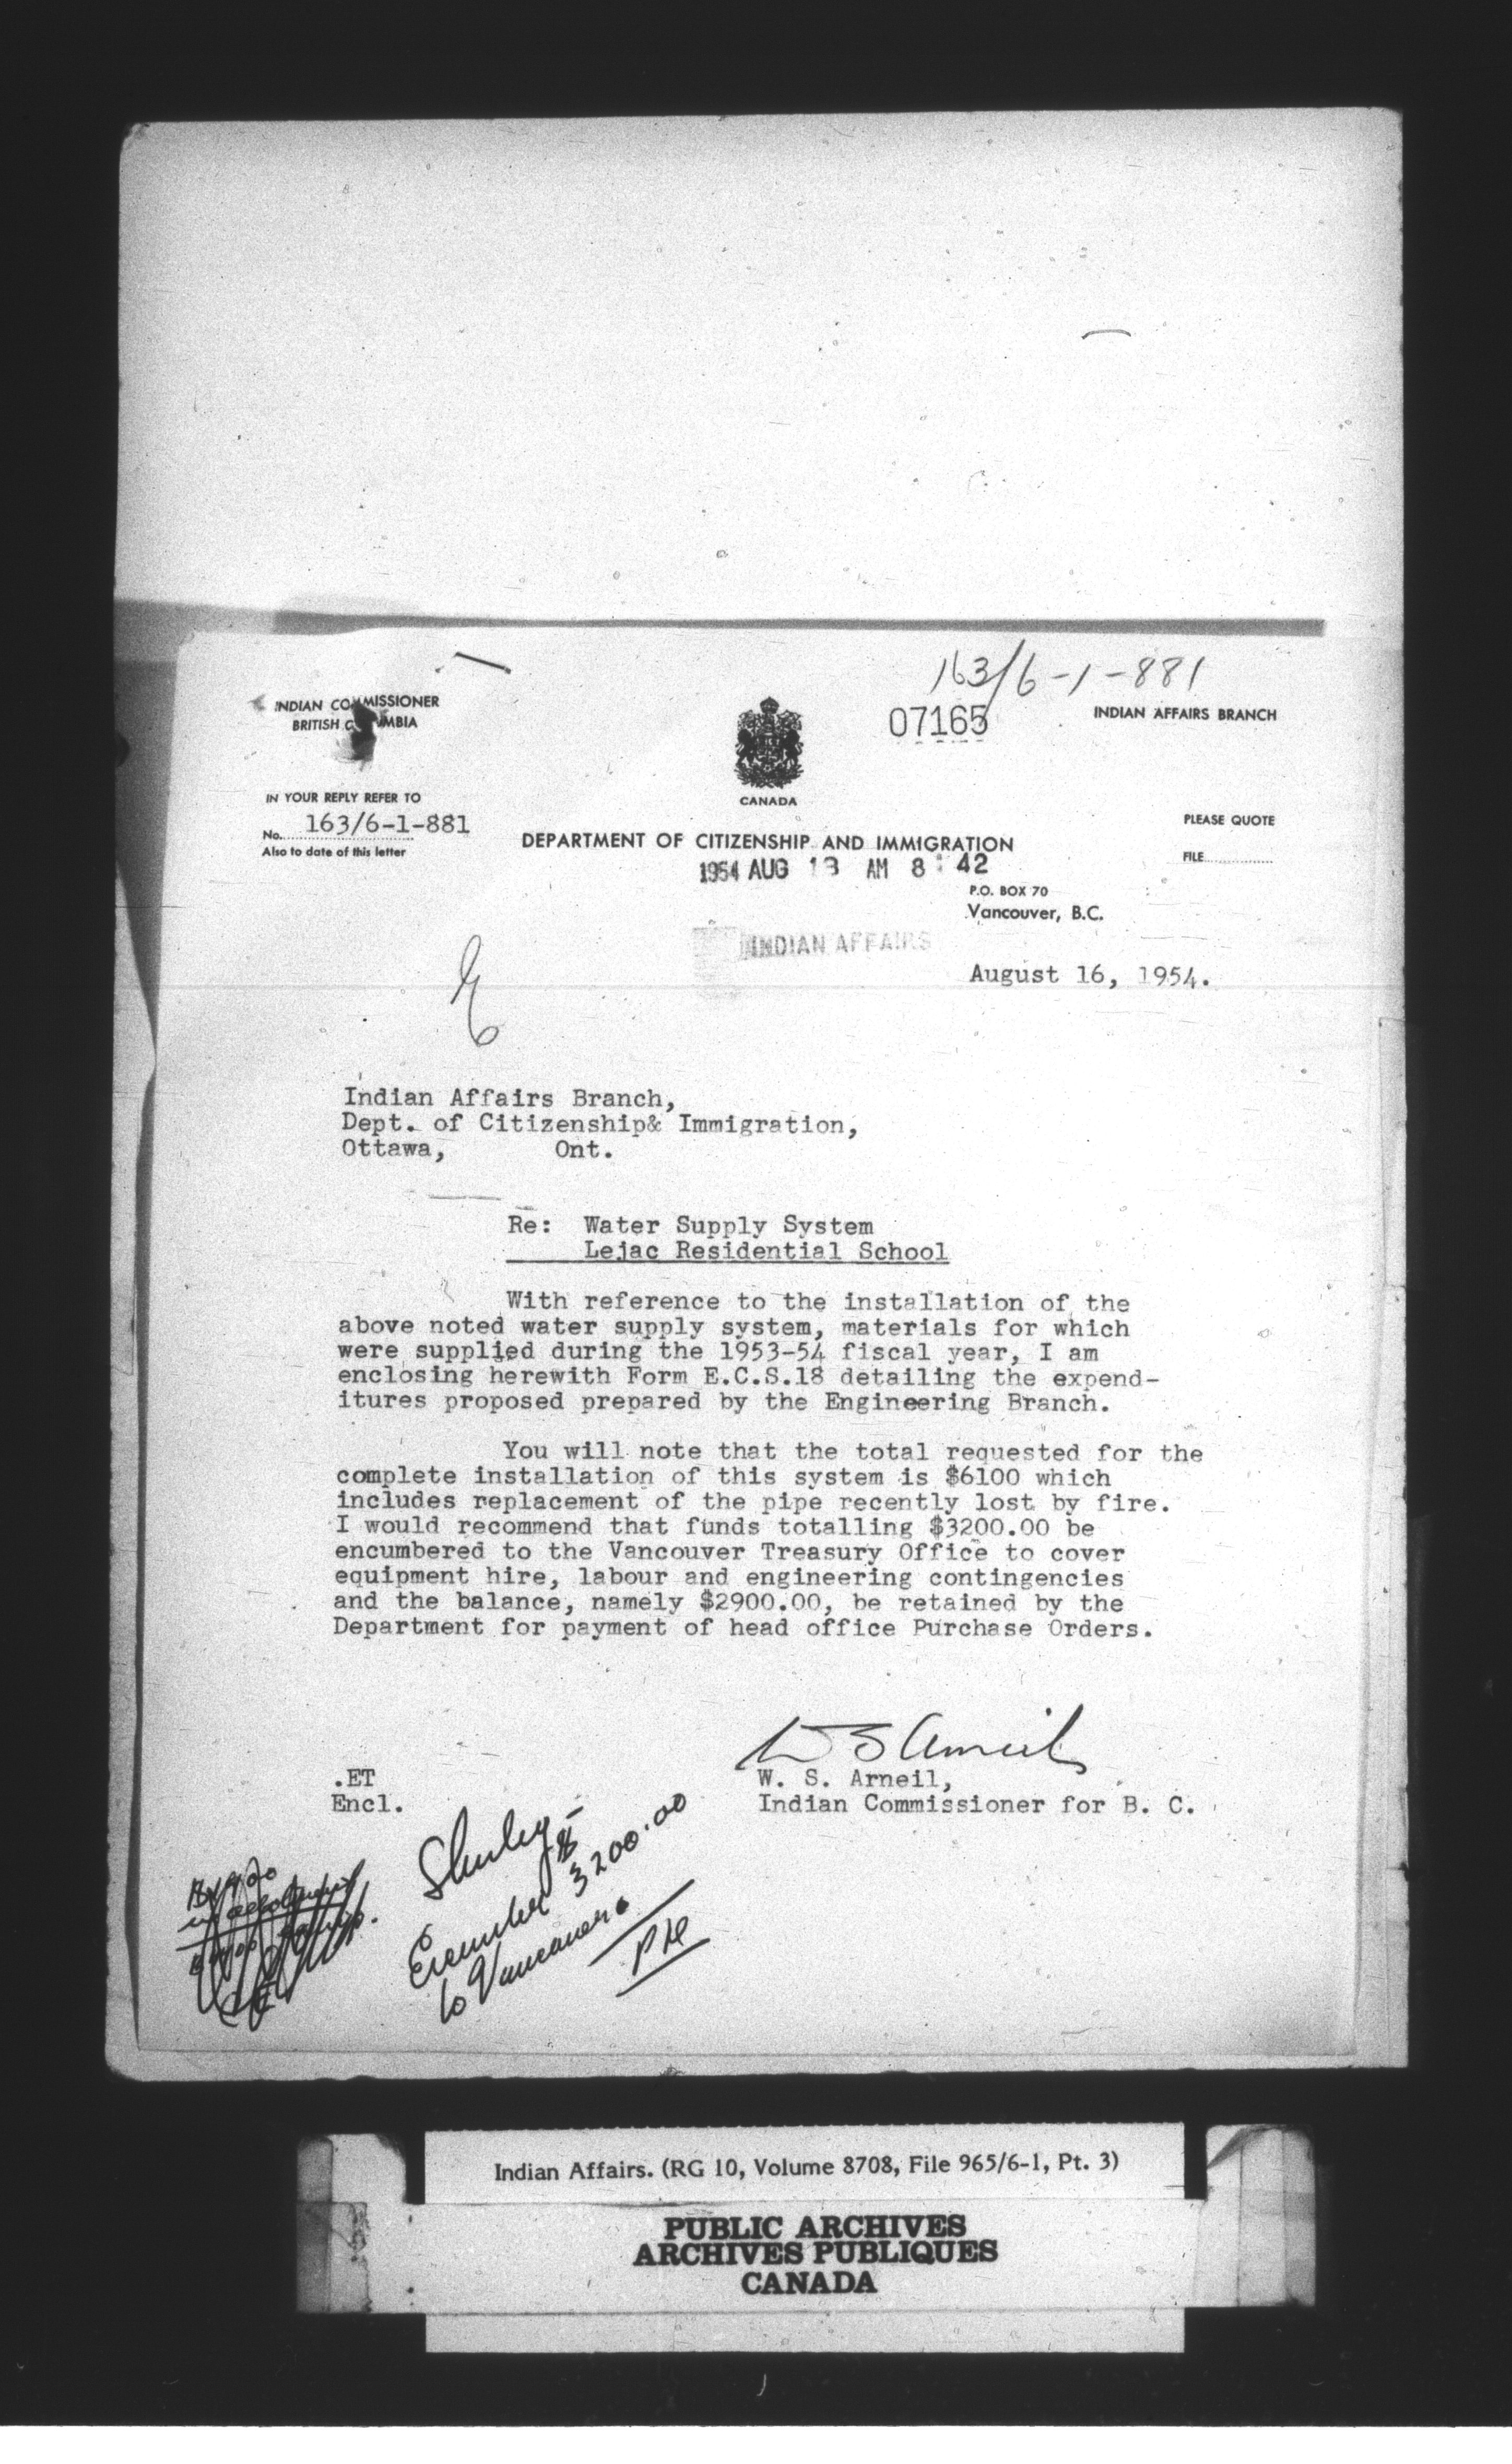 163/6-1-881
INDIAN COMMISSIONER
BRITISH COLUMBIA
07165
INDIAN AFFAIRS BRANCH
CANADA
IN YOUR REPLY REFER TO
No. 163/6-1-881
Also to date of this letter
PLEASE QUOTE
FILE
DEPARTMENT OF CITIZENSHIP AND IMMIGRATION
1954 AUG AM 8:42
P.O. BOX 70
Vancouver, B.C.
INDIAN AFFAIRS
August 16, 1954.
Indian Affairs Branch,
Dept. of Citizenship& Immigration,
Ottawa, Ont.
Re: Water Supply System
Lejac Residential School
With reference to the installation of the
above noted water supply system, materials for which
were supplied during the 1953-54 fiscal year, I am
enclosing herewith Form E.C.S.18 detailing the expend-
itures proposed prepared by the Engineering Branch.
You will note that the total requested for the
complete installation of this system is $6100 which
includes replacement of the pipe recently lost by fire.
I would recommend that funds totalling $3200.00 be
encumbered to the Vancouver Treasury Office to cover
equipment hire, labour and engineering contingencies
and the balance, namely $2900.00, be retained by the
Department for payment of head office Purchase Orders.
W S Arneil
W. S. Arneil,
Indian Commissioner for B. C.
.ET
Encl.
Shirley -
Encumber $3200.00
to Vancouver.
Indian Affairs. (RG 10, Volume 8708, File 965/6-1, Pt. 3)
PUBLIC ARCHIVES
ARCHIVES PUBLIQUES
CANADA